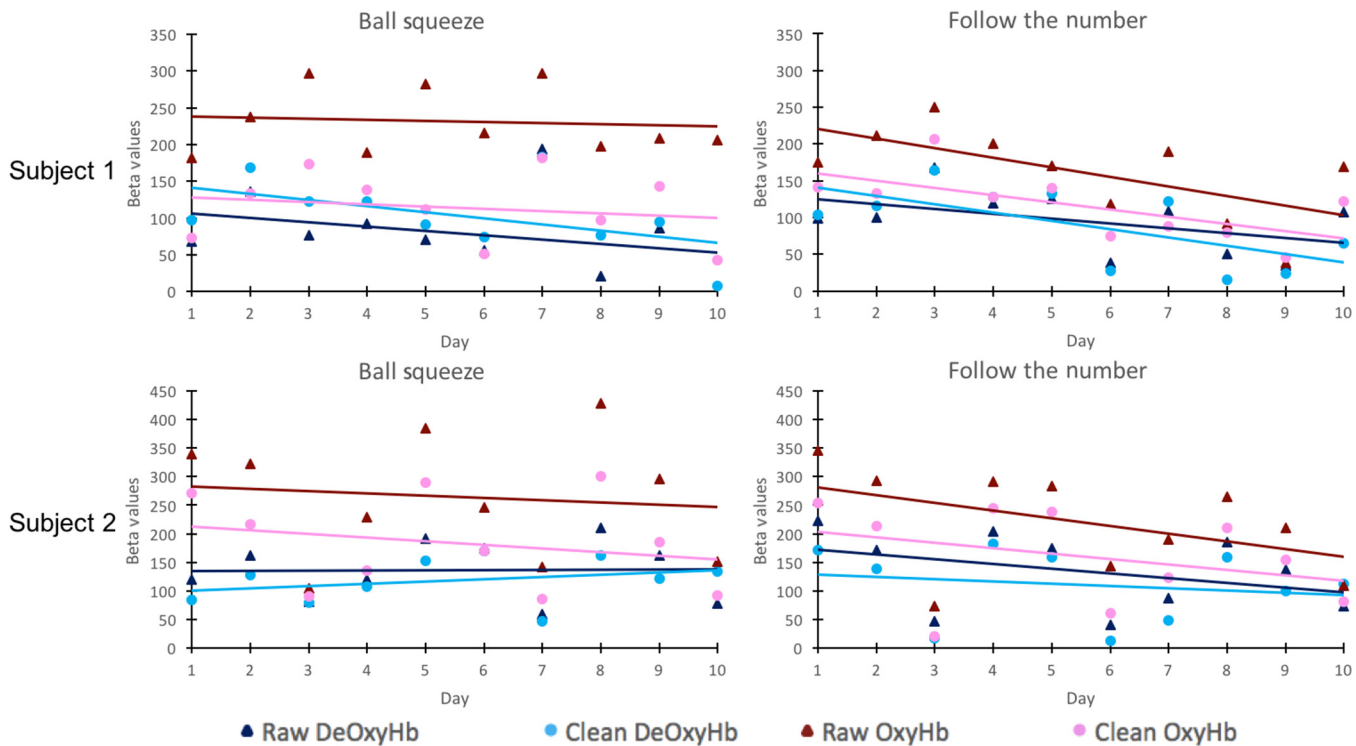 Ball squeeze
Follow the number
Subject 1
Beta values
350
300
250
200
150
100
50
0
1 2 3 4 5 6 7 8 9 10
Day
Beta values
350
300
250
200
150
100
50
0
1 2 3 4 5 6 7 8 9 10
Day
Ball squeeze
Follow the number
Subject 2
Beta values
450
400
350
300
250
200
150
100
50
0
1 2 3 4 5 6 7 8 9 10
Day
Beta values
450
400
350
300
250
200
150
100
50
0
1 2 3 4 5 6 7 8 9 10
Day
Raw DeOxyHb Clean DeOxyHb Raw OxyHb Clean OxyHb